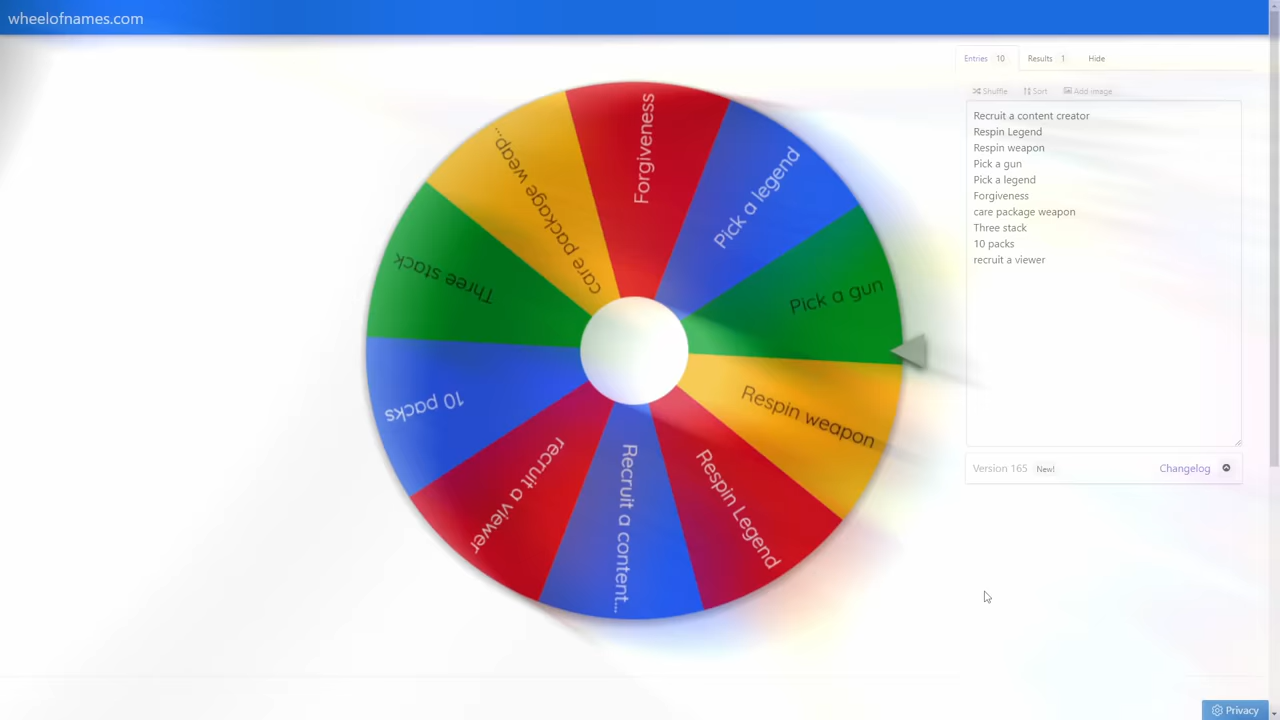 wheelofnames.com
Entries 10 Results 1 Hide
Shuffle Sort Add image
Recruit a content creator
Respin Legend
Respin weapon
Pick a gun
Pick a legend
Forgiveness
care package weapon
Three stack
10 packs
recruit a viewer
Version 165 New! Changelog
Forgiveness
Pick a legend
Pick a gun
Respin weapon
Respin Legend
Recruit a content...
recruit a viewer
10 packs
Three stack
care package weap...
Privacy